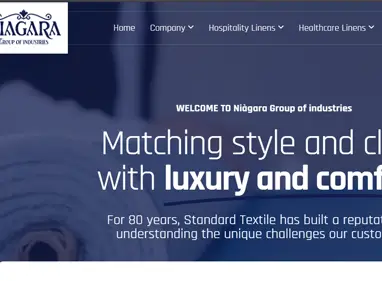 NIAGARA
GROUP OF INDUSTRIES
Home Company Hospitality Linens Healthcare Linens
WELCOME TO Niàgara Group of industries
Matching style and cl
with luxury and comf
For 80 years, Standard Textile has built a reputat
understanding the unique challenges our custo